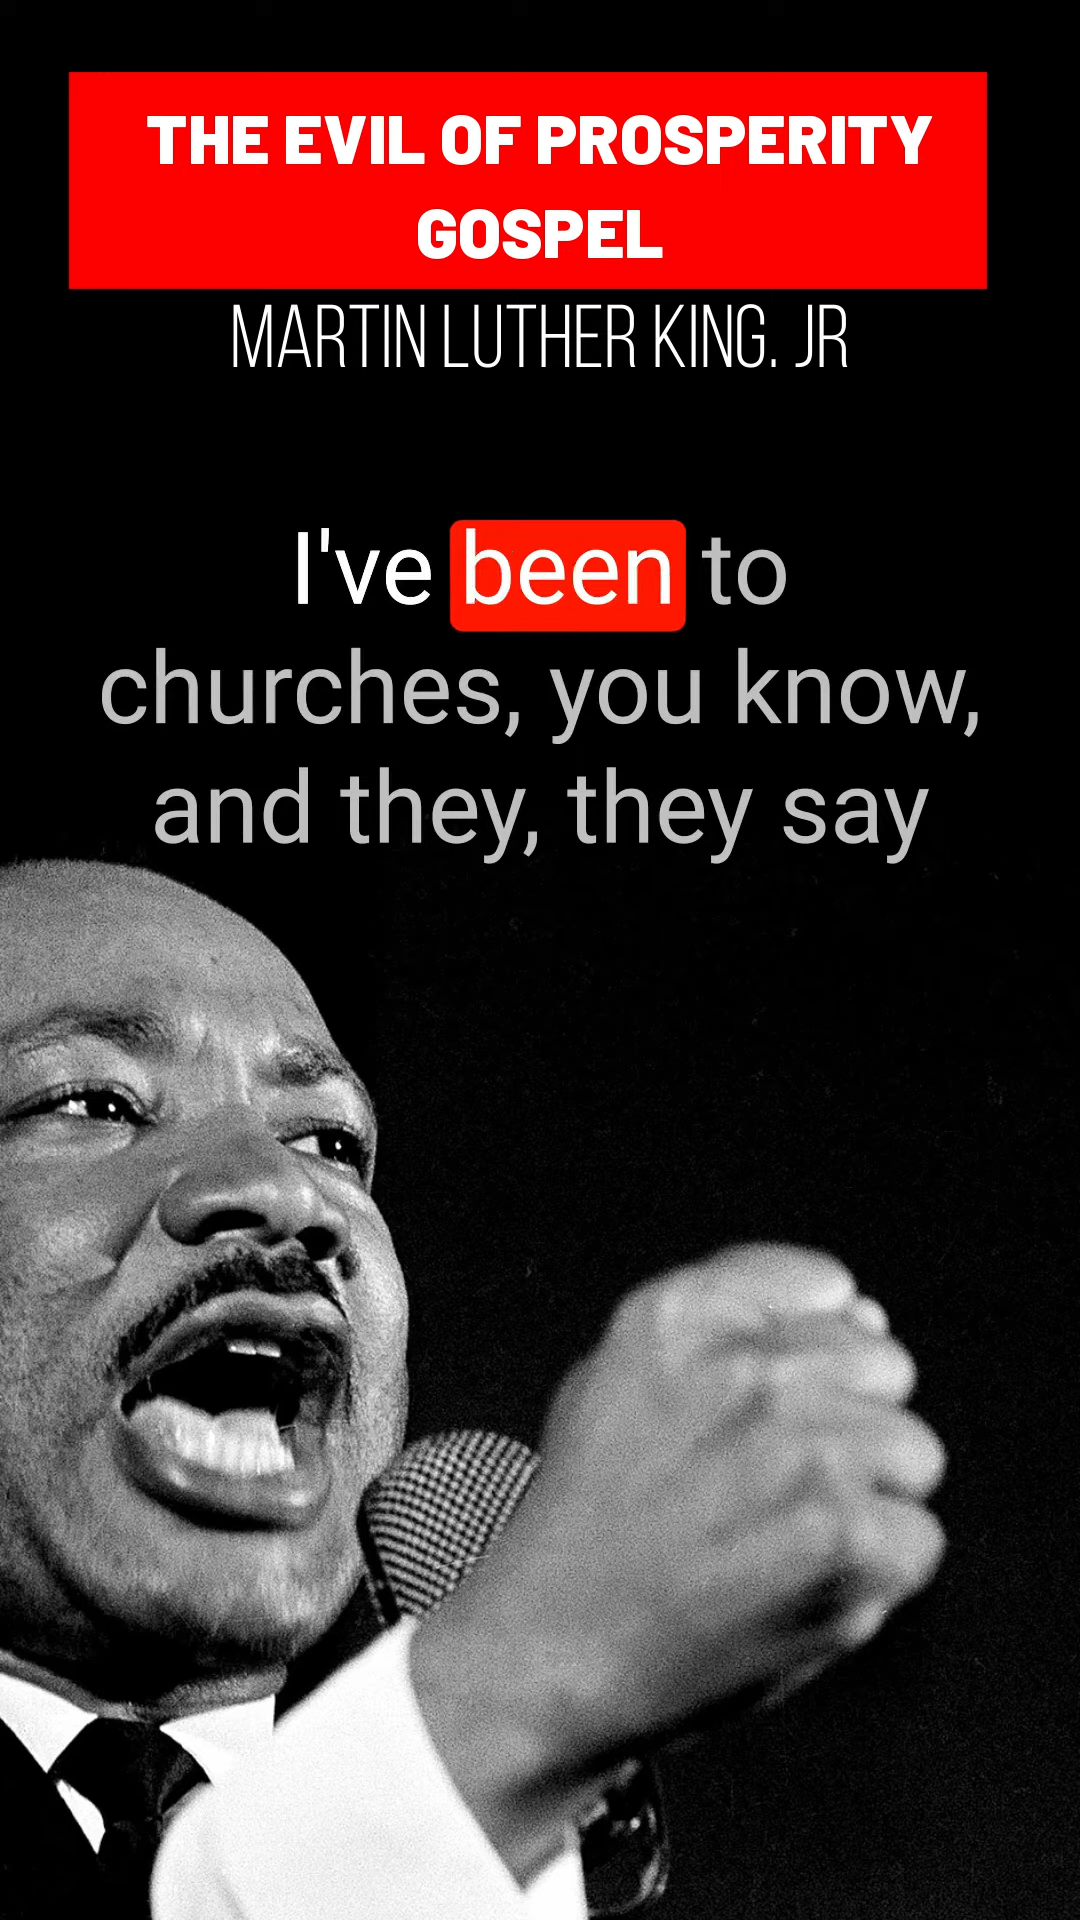 THE EVIL OF PROSPERITY
GOSPEL
MARTIN LUTHER KING. JR
I've been to
churches, you know,
and they, they say